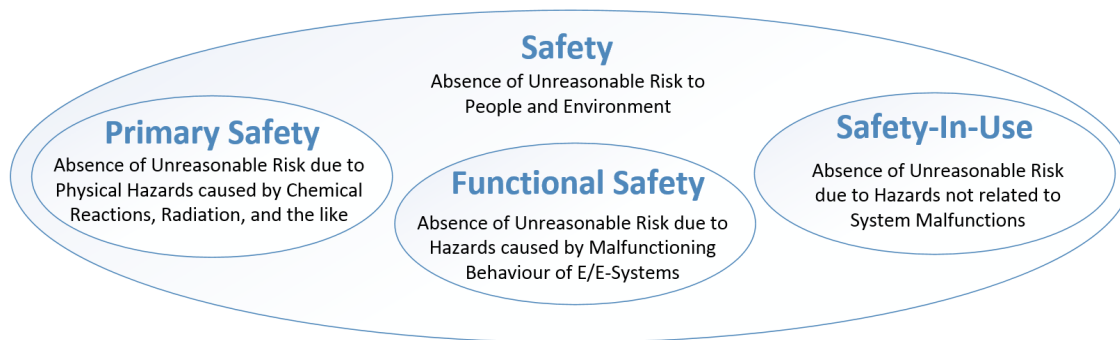 Safety
Absence of Unreasonable Risk to
People and Environment
Primary Safety
Absence of Unreasonable Risk due to
Physical Hazards caused by Chemical
Reactions, Radiation, and the like
Functional Safety
Absence of Unreasonable Risk due to
Hazards caused by Malfunctioning
Behaviour of E/E-Systems
Safety-In-Use
Absence of Unreasonable Risk
due to Hazards not related to
System Malfunctions